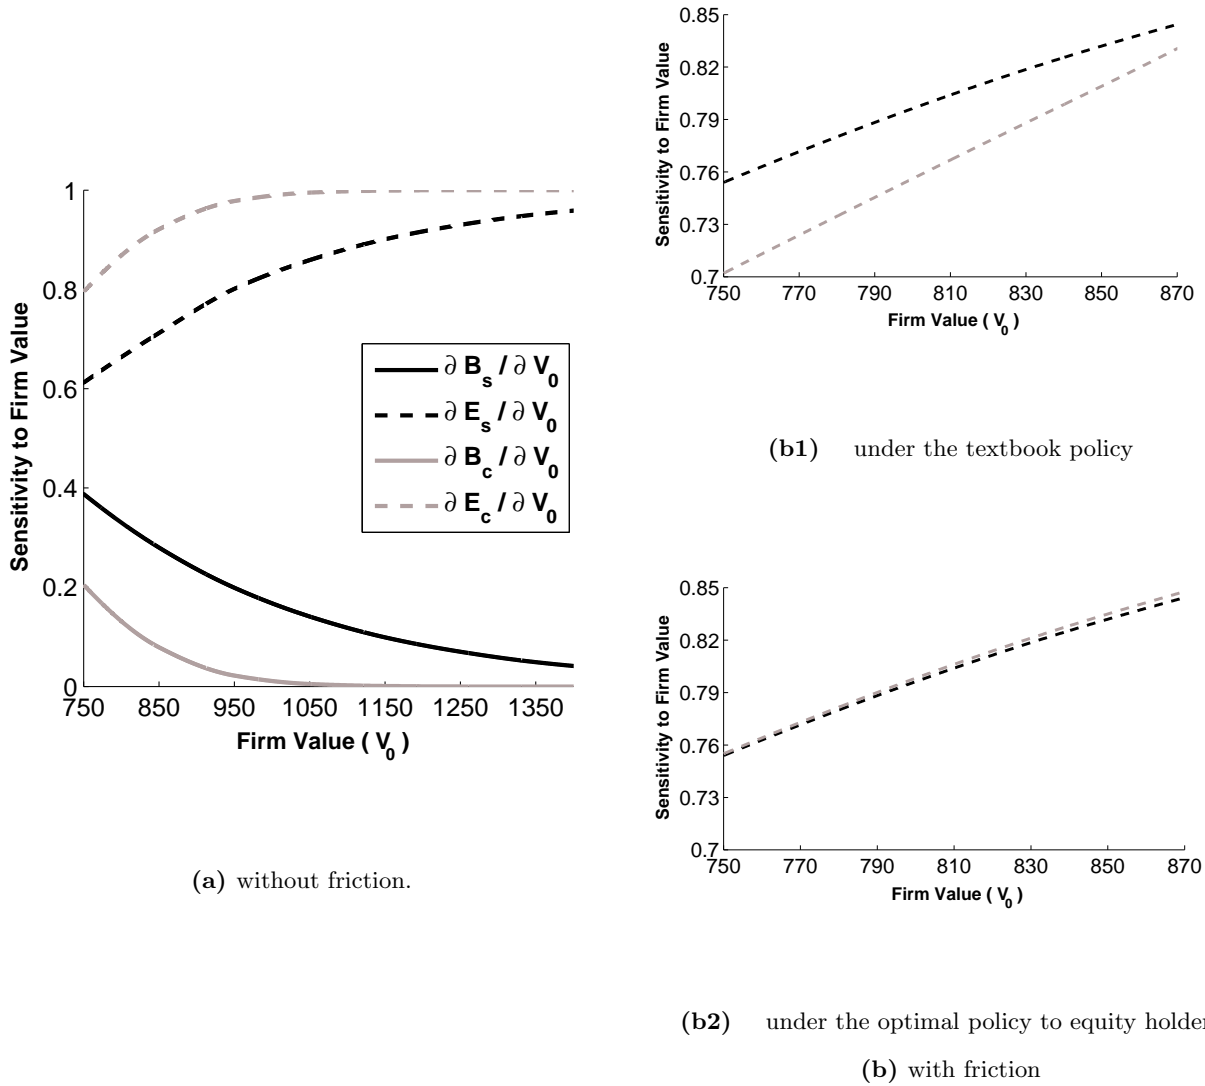 1
0.8
0.6
0.4
0.2
0
750 850 950 1050 1150 1250 1350
Sensitivity to Firm Value
Firm Value ( V0 )
∂ Bs / ∂ V0
∂ Es / ∂ V0
∂ Bc / ∂ V0
∂ Ec / ∂ V0
(a) without friction.
0.85
0.82
0.79
0.76
0.73
0.7
750 770 790 810 830 850 870
Sensitivity to Firm Value
Firm Value ( V0 )
(b1) under the textbook policy
0.85
0.82
0.79
0.76
0.73
0.7
750 770 790 810 830 850 870
Sensitivity to Firm Value
Firm Value ( V0 )
(b2) under the optimal policy to equity holder
(b) with friction